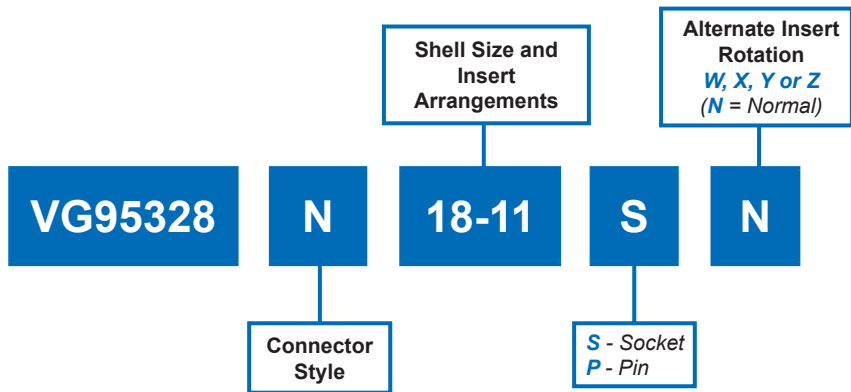 Shell Size and
Insert
Arrangements
Alternate Insert
Rotation
W, X, Y or Z
(N = Normal)
VG95328 N 18-11 S N
Connector
Style
S - Socket
P - Pin